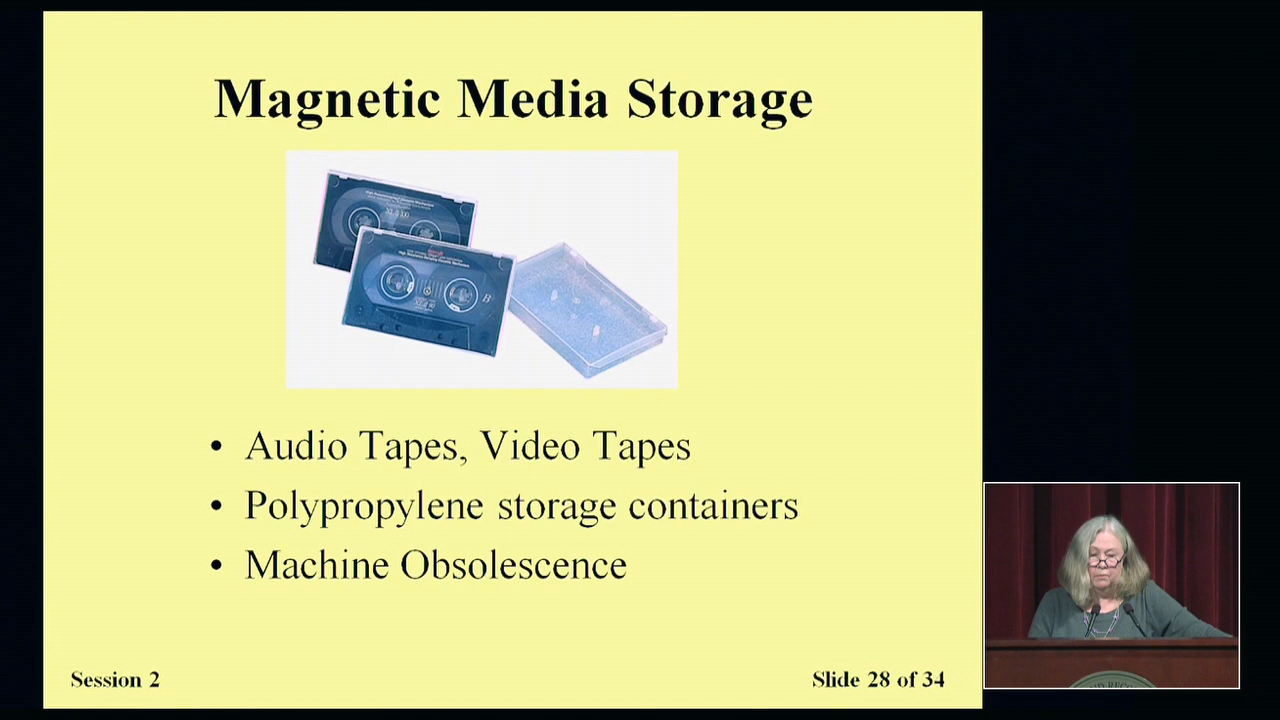 Magnetic Media Storage
• Audio Tapes, Video Tapes
• Polypropylene storage containers
• Machine Obsolescence
Session 2
Slide 28 of 34